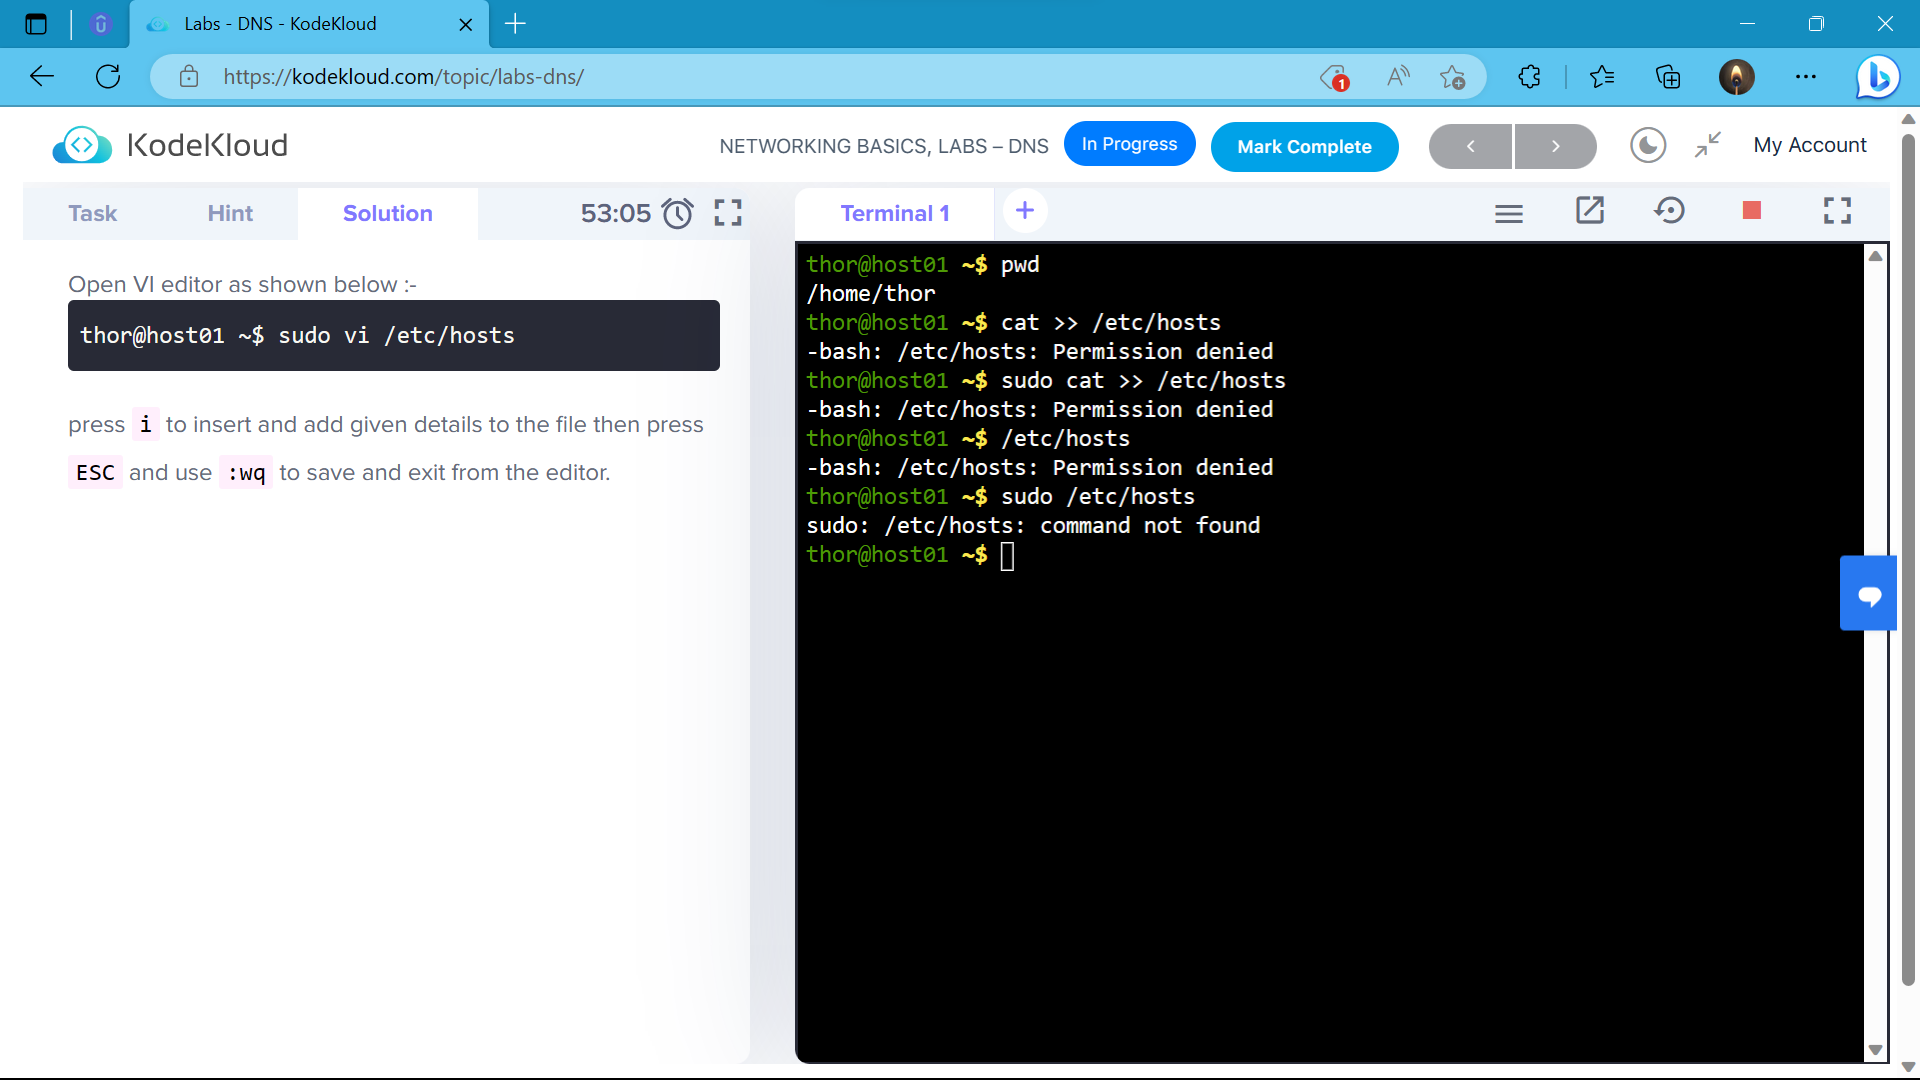 Labs - DNS - KodeKloud
https://kodekloud.com/topic/labs-dns/
1
KodeKloud
NETWORKING BASICS, LABS – DNS
In Progress
Mark Complete
My Account
Task
Hint
Solution
53:05
Terminal 1
Open VI editor as shown below :-
thor@host01 ~$ sudo vi /etc/hosts
press i to insert and add given details to the file then press
ESC and use :wq to save and exit from the editor.
thor@host01 ~$ pwd
/home/thor
thor@host01 ~$ cat >> /etc/hosts
-bash: /etc/hosts: Permission denied
thor@host01 ~$ sudo cat >> /etc/hosts
-bash: /etc/hosts: Permission denied
thor@host01 ~$ /etc/hosts
-bash: /etc/hosts: Permission denied
thor@host01 ~$ sudo /etc/hosts
sudo: /etc/hosts: command not found
thor@host01 ~$